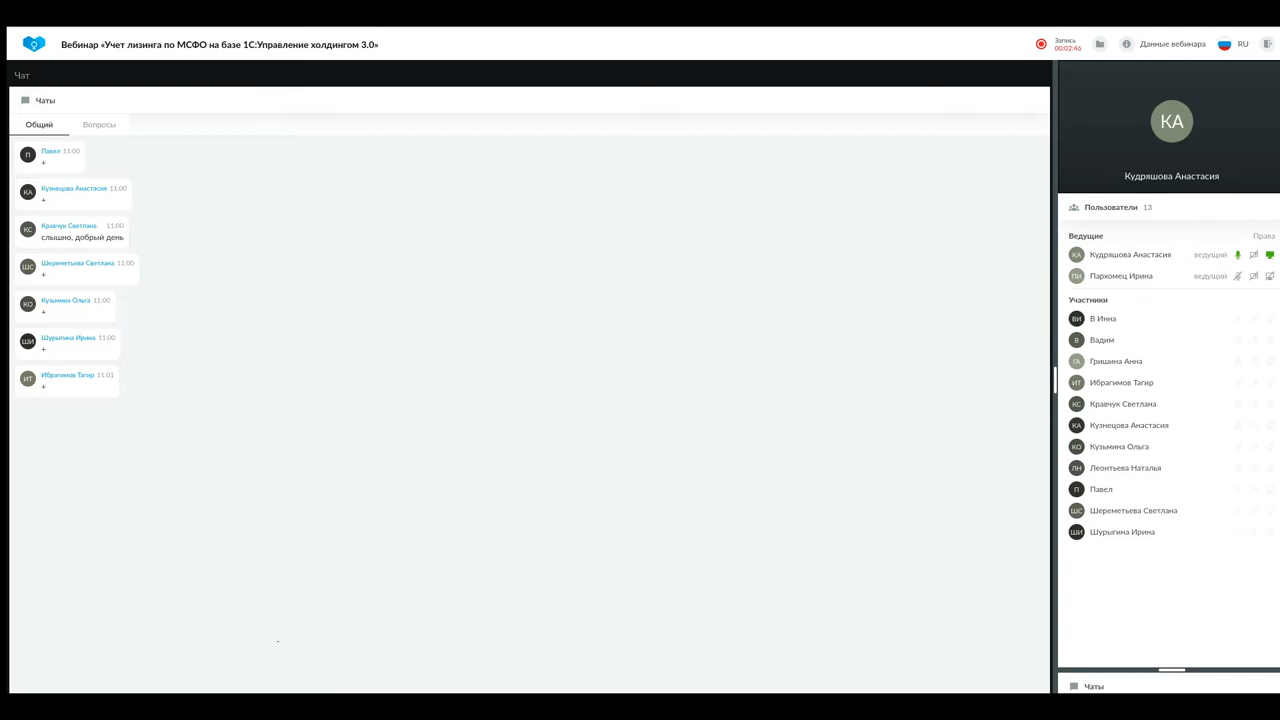 Вебинар «Учет лизинга по МСФО на базе 1С:Управление холдингом 3.0»
Запись
00:02:46
Данные вебинара
RU
Чат
Чаты
Общий
Вопросы
П
Павел 11:00
+
КА
Кузнецова Анастасия 11:00
+
КС
Кравчук Светлана 11:00
слышно, добрый день
ШС
Шереметьева Светлана 11:00
+
КО
Кузьмина Ольга 11:00
+
ШИ
Шурыгина Ирина 11:00
+
ИТ
Ибрагимов Тагир 11:01
+
КА
Кудряшова Анастасия
Пользователи 13
Ведущие Права
КА Кудряшова Анастасия ведущий
ПИ Пархомец Ирина ведущий
Участники
ВИ В Инна
В Вадим
ГА Гришина Анна
ИТ Ибрагимов Тагир
КС Кравчук Светлана
КА Кузнецова Анастасия
КО Кузьмина Ольга
ЛН Леонтьева Наталья
П Павел
ШС Шереметьева Светлана
ШИ Шурыгина Ирина
Чаты